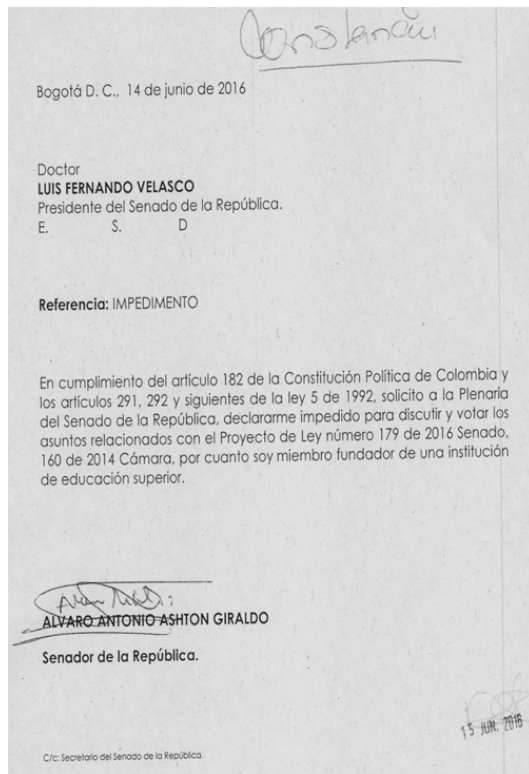 Constancia
Bogotá D. C., 14 de junio de 2016
Doctor
LUIS FERNANDO VELASCO
Presidente del Senado de la República.
E. S. D
Referencia: IMPEDIMENTO
En cumplimiento del artículo 182 de la Constitución Política de Colombia y
los artículos 291, 292 y siguientes de la ley 5 de 1992, solicito a la Plenaria
del Senado de la República, declararme impedido para discutir y votar los
asuntos relacionados con el Proyecto de Ley número 179 de 2016 Senado,
160 de 2014 Cámara, por cuanto soy miembro fundador de una institución
de educación superior.
ALVARO ANTONIO ASHTON GIRALDO
Senador de la República.
15 JUN. 2016
C/c: Secretario del Senado de la República.